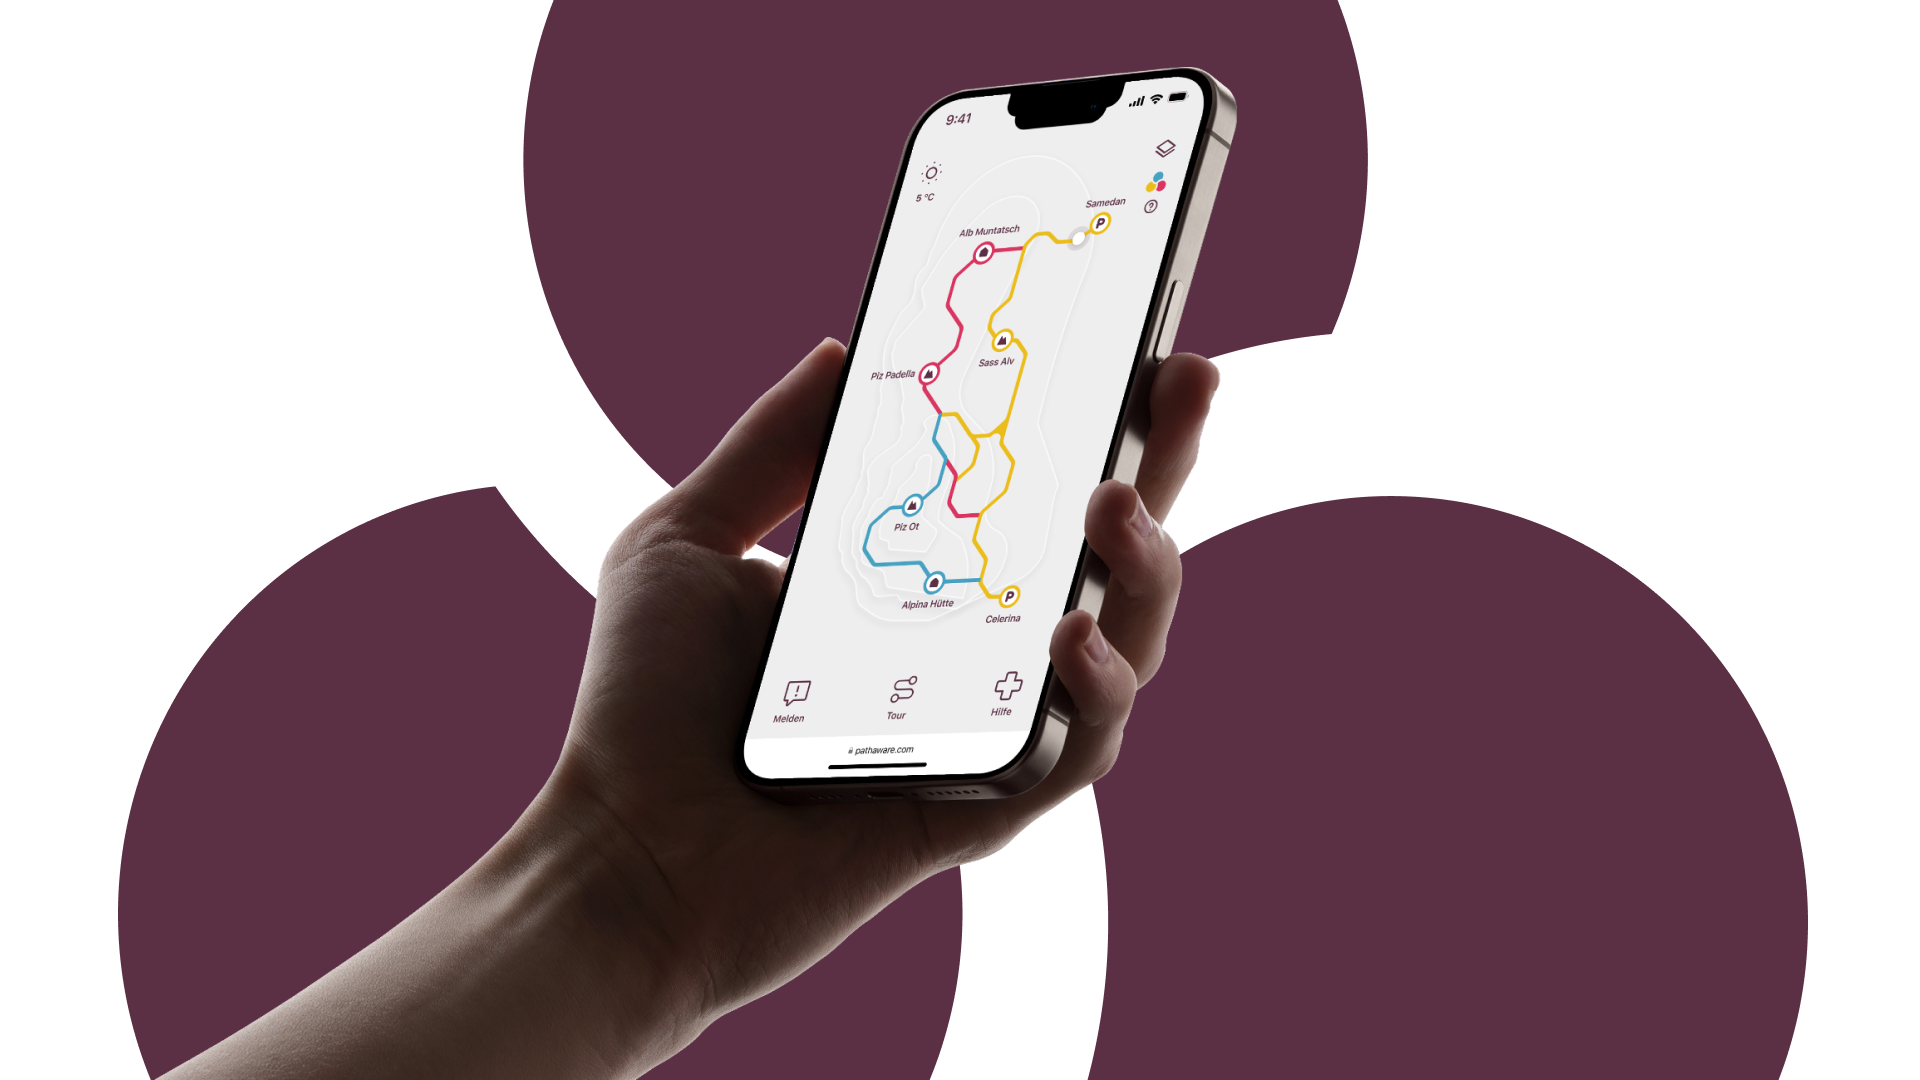 9:41
5 °C
Samedan
P
Alb Muntatsch
Sass Alv
Piz Padella
Piz Ot
Alpina Hütte
P
Celerina
Melden
Tour
Hilfe
pathaware.com